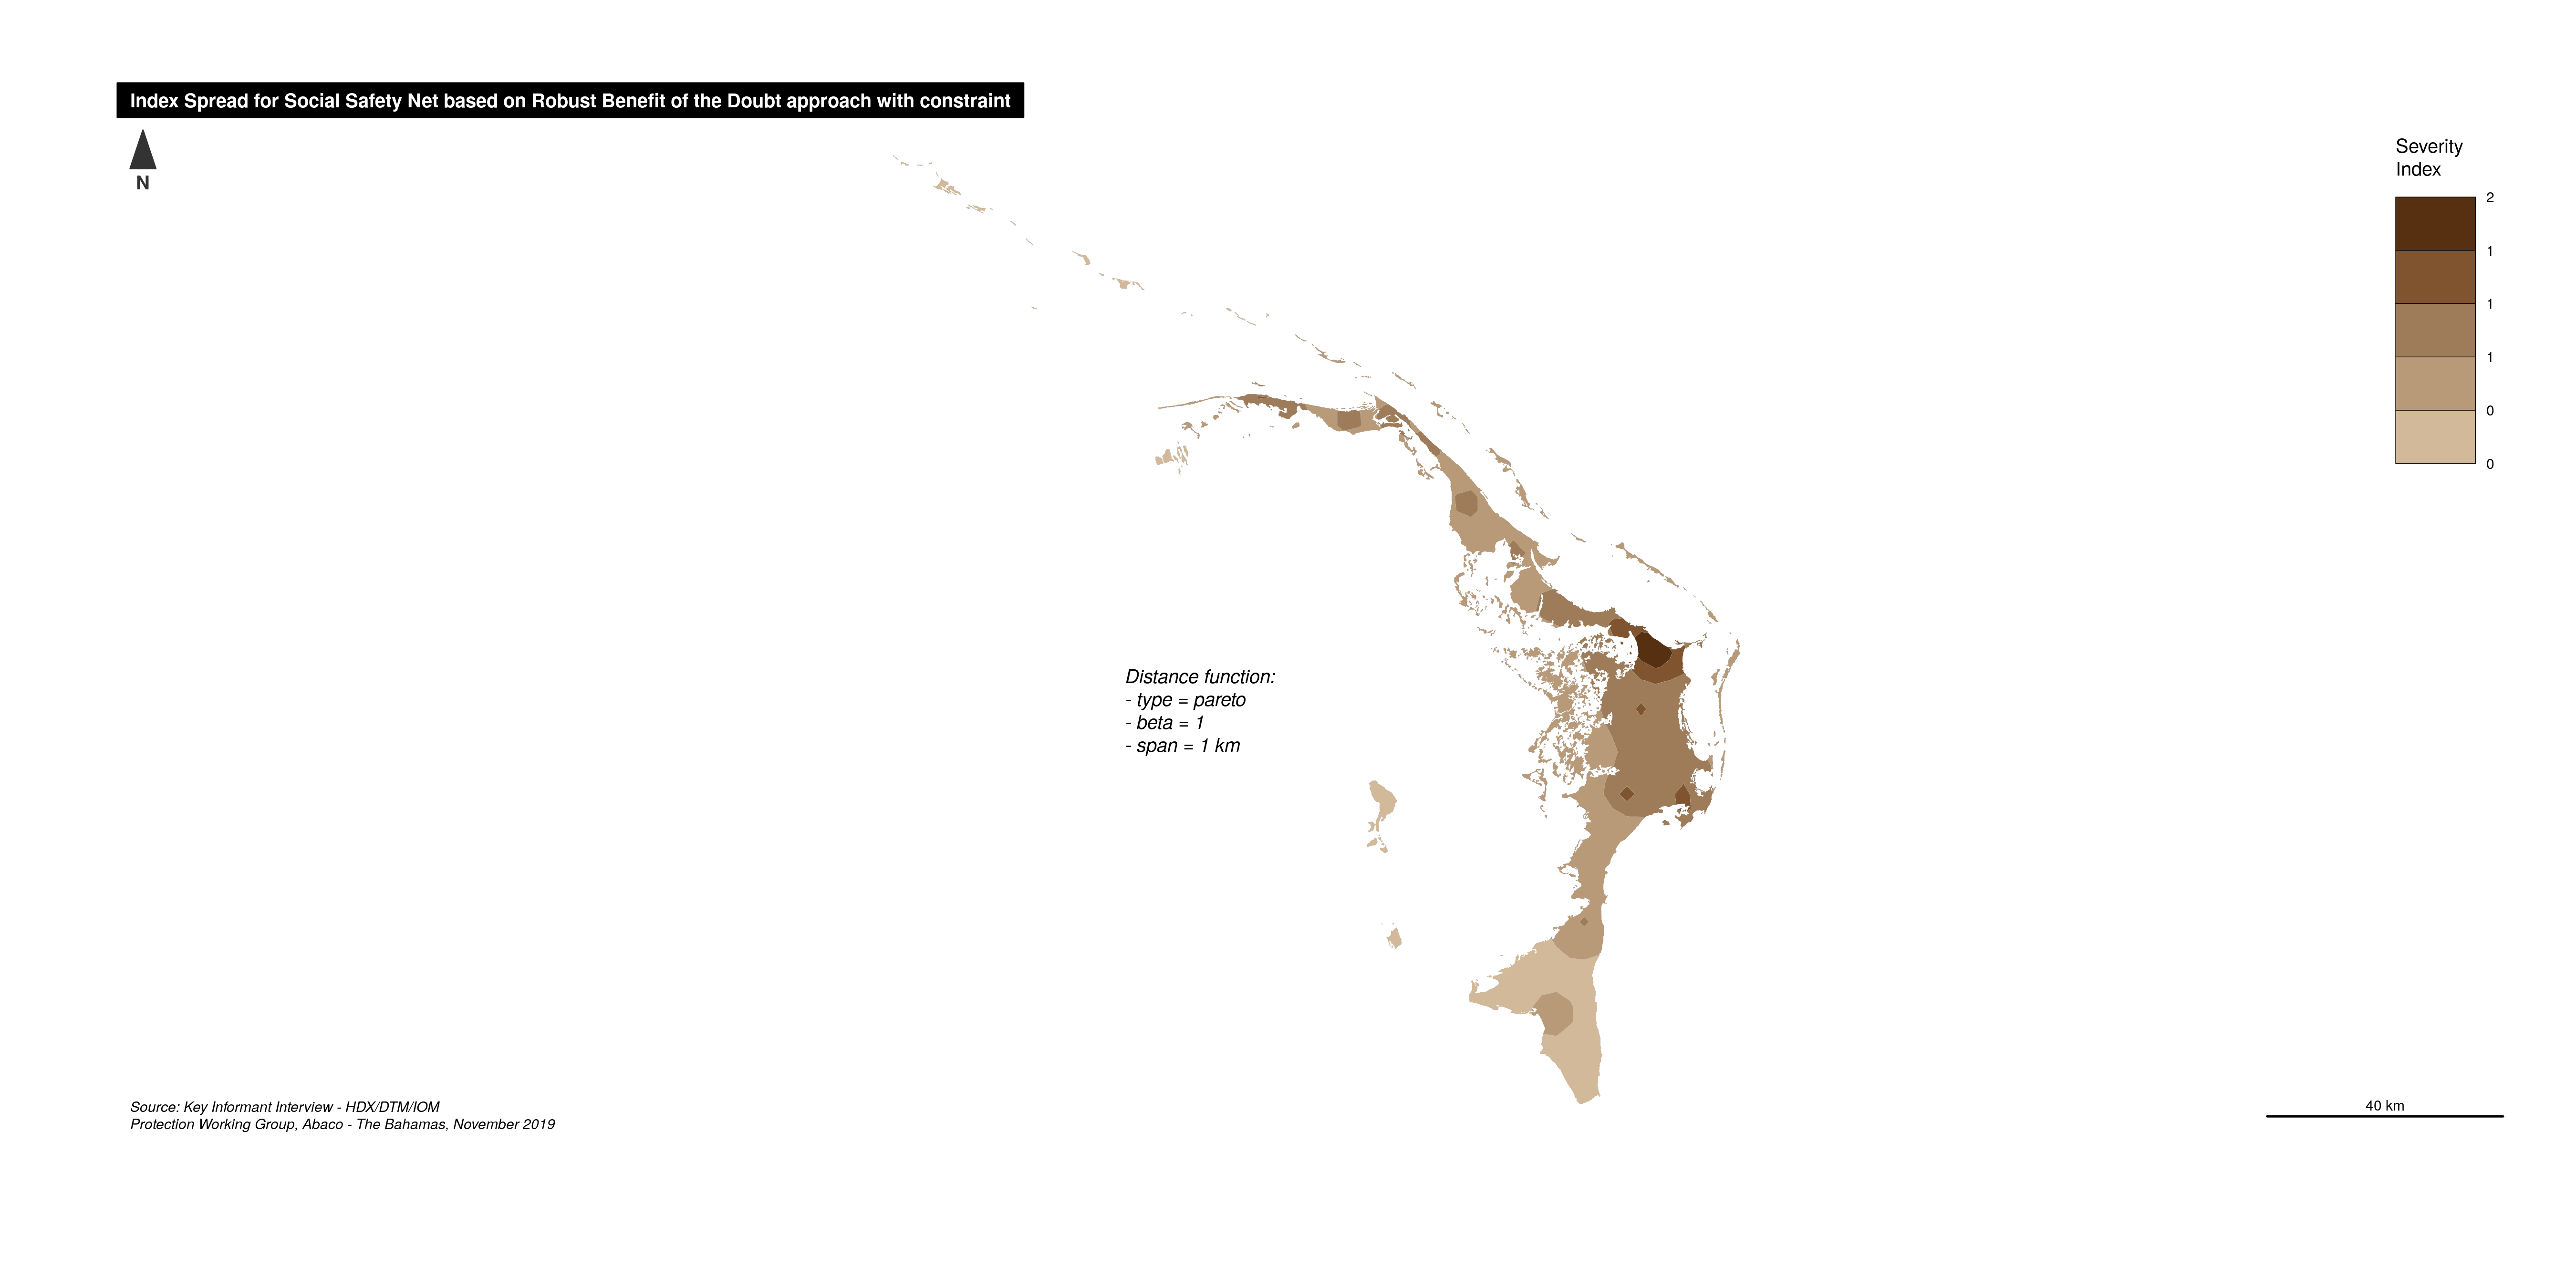 Index Spread for Social Safety Net based on Robust Benefit of the Doubt approach with constraint
N
Severity
Index
2
1
1
1
0
0
Distance function:
- type = pareto
- beta = 1
- span = 1 km
Source: Key Informant Interview - HDX/DTM/IOM
Protection Working Group, Abaco - The Bahamas, November 2019
40 km